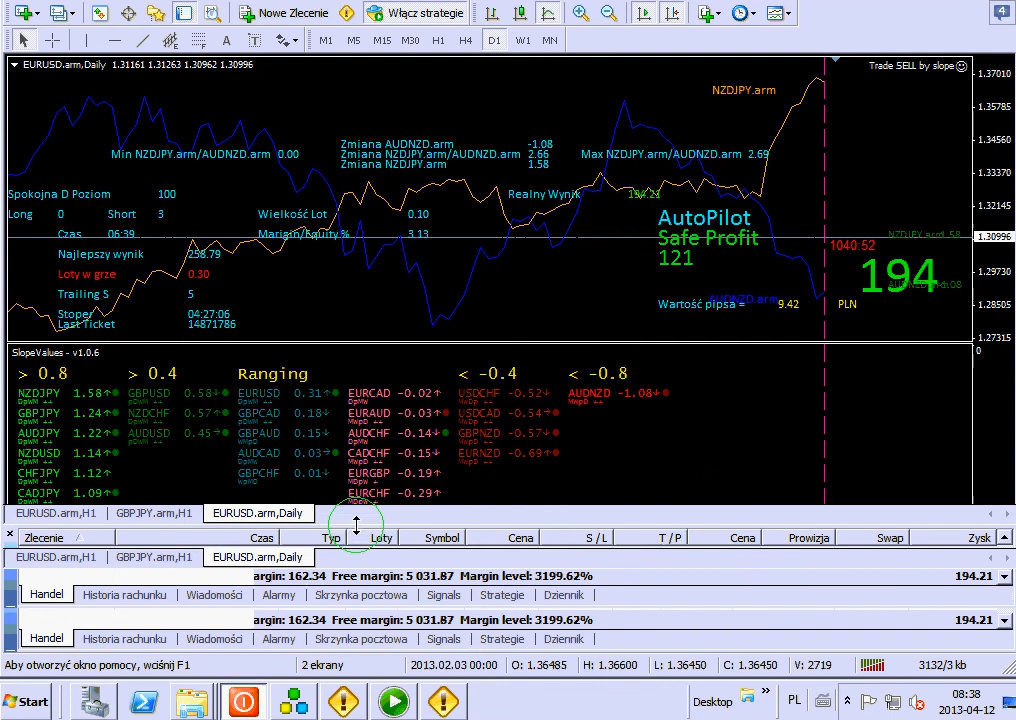 Nowe Zlecenie Włącz strategie 4
A T M1 M5 M15 M30 H1 H4 D1 W1 MN
EURUSD.arm,Daily 1.31161 1.31263 1.30962 1.30996 Trade SELL by slope
1.37010
NZDJPY.arm
1.35785
1.34560
Zmiana AUDNZD.arm -1.08
Min NZDJPY.arm/AUDNZD.arm 0.00 Zmiana NZDJPY.arm/AUDNZD.arm 2.66 Max NZDJPY.arm/AUDNZD.arm 2.69
Zmiana NZDJPY.arm 1.58
1.33370
Spokojna D Poziom 100 Realny Wynik 194.21
1.32145
Long 0 Short 3 Wielkość Lot 0.10 AutoPilot
Czas 06:39 Margin/Equity % 3.13 Safe Profit NZDJPY.arm1.58 1.30996
1040:52
Najlepszy wynik 258.79 121
Loty w grze 0.30 194 1.29730
AUDNZD.arm-1.08
Trailing S 5
Wartość pipsa = 9.42 PLN 1.28505
AUDNZD.arm
Stoper 04:27:06
Last Ticket 14871786
1.27315
SlopeValues - v1.0.6 0
> 0.8 > 0.4 Ranging < -0.4 < -0.8
NZDJPY 1.58↑ GBPUSD 0.58↓ EURUSD 0.31↑ EURCAD -0.02↑ USDCHF -0.52↓ AUDNZD -1.08↓
GBPJPY 1.24↑ NZDCHF 0.57↑ GBPCAD 0.18↓ EURAUD -0.03↑ USDCAD -0.54→
AUDJPY 1.22↑ AUDUSD 0.45→ GBPAUD 0.15↓ AUDCHF -0.14↓ GBPNZD -0.57↓
NZDUSD 1.14↑ AUDCAD 0.03→ CADCHF -0.15↓ EURNZD -0.69↑
CHFJPY 1.12↑ GBPCHF 0.01↓ EURGBP -0.19↑
CADJPY 1.09↑ EURCHF -0.29↑
EURUSD.arm,H1 GBPJPY.arm,H1 EURUSD.arm,Daily
Zlecenie Czas Typ Loty Symbol Cena S / L T / P Cena Prowizja Swap Zysk
EURUSD.arm,H1 GBPJPY.arm,H1 EURUSD.arm,Daily
argin: 162.34 Free margin: 5 031.87 Margin level: 3199.62% 194.21
Handel Historia rachunku Wiadomości Alarmy Skrzynka pocztowa Signals Strategie Dziennik
argin: 162.34 Free margin: 5 031.87 Margin level: 3199.62% 194.21
Handel Historia rachunku Wiadomości Alarmy Skrzynka pocztowa Signals Strategie Dziennik
Aby otworzyć okno pomocy, wciśnij F1 2 ekrany 2013.02.03 00:00 O: 1.36485 H: 1.36600 L: 1.36450 C: 1.36450 V: 2719 3132/3 kb
Start Desktop » PL 08:38
2013-04-12